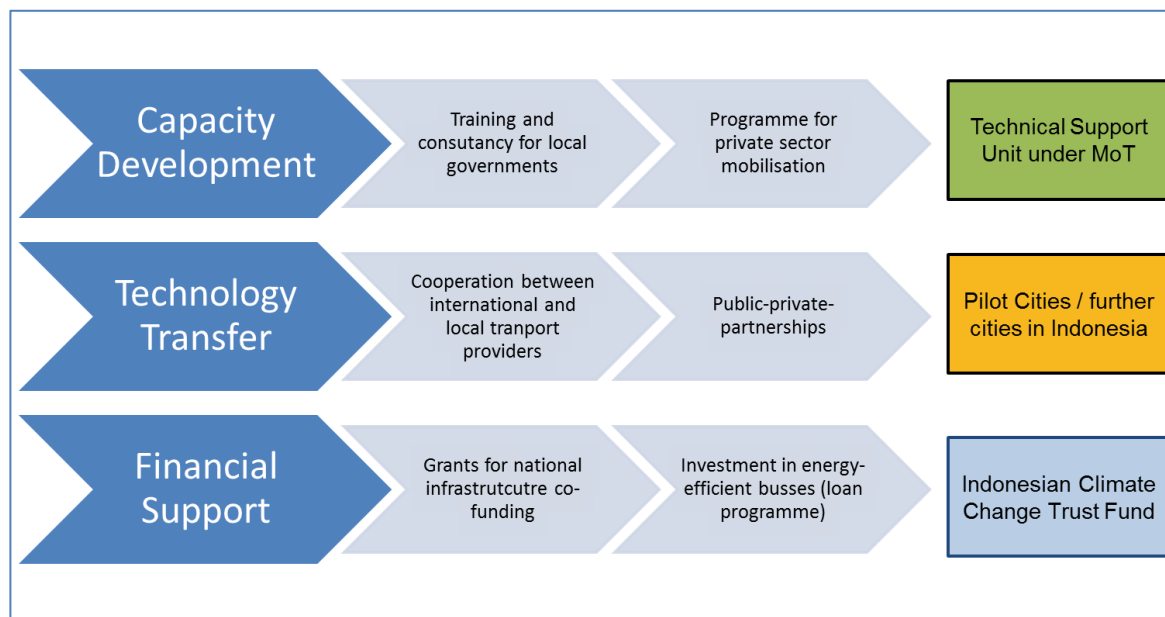 Capacity
Development
Training and
consutancy for local
governments
Programme for
private sector
mobilisation
Technical Support
Unit under MoT
Technology
Transfer
Cooperation between
international and
local tranport
providers
Public-private-
partnerships
Pilot Cities / further
cities in Indonesia
Financial
Support
Grants for national
infrastrutcutre co-
funding
Investment in energy-
efficient busses (loan
programme)
Indonesian Climate
Change Trust Fund